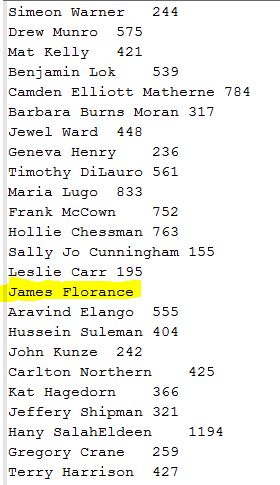 Simeon Warner 244
Drew Munro 575
Mat Kelly 421
Benjamin Lok 539
Camden Elliott Matherne 784
Barbara Burns Moran 317
Jewel Ward 448
Geneva Henry 236
Timothy DiLauro 561
Maria Lugo 833
Frank McCown 752
Hollie Chessman 763
Sally Jo Cunningham 155
Leslie Carr 195
James Florance
Aravind Elango 555
Hussein Suleman 404
John Kunze 242
Carlton Northern 425
Kat Hagedorn 366
Jeffery Shipman 321
Hany SalahEldeen 1194
Gregory Crane 259
Terry Harrison 427